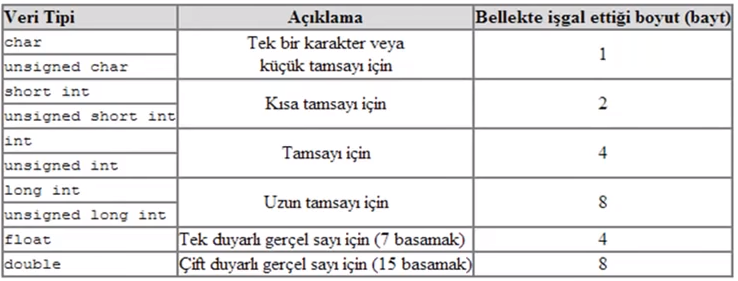 Veri Tipi Açıklama Bellekte işgal ettiği boyut (bayt)
char
unsigned char
Tek bir karakter veya
küçük tamsayı için
1
short int
unsigned short int
Kısa tamsayı için
2
int
unsigned int
Tamsayı için
4
long int
unsigned long int
Uzun tamsayı için
8
float Tek duyarlı gerçel sayı için (7 basamak) 4
double Çift duyarlı gerçel sayı için (15 basamak) 8